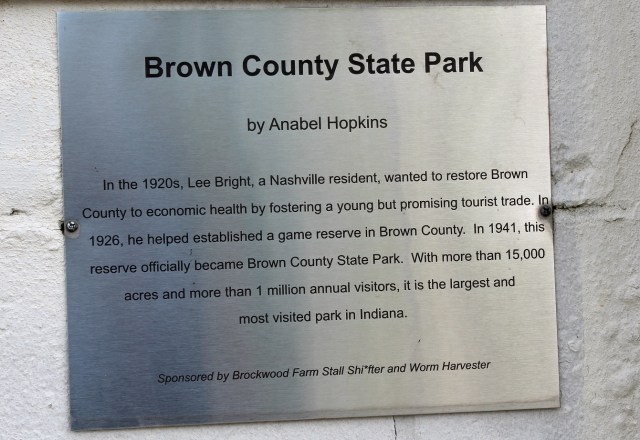 Brown County State Park
by Anabel Hopkins
In the 1920s, Lee Bright, a Nashville resident, wanted to restore Brown
County to economic health by fostering a young but promising tourist trade. In
1926, he helped established a game reserve in Brown County. In 1941, this
reserve officially became Brown County State Park. With more than 15,000
acres and more than 1 million annual visitors, it is the largest and
most visited park in Indiana.
Sponsored by Brockwood Farm Stall Shi*fter and Worm Harvester